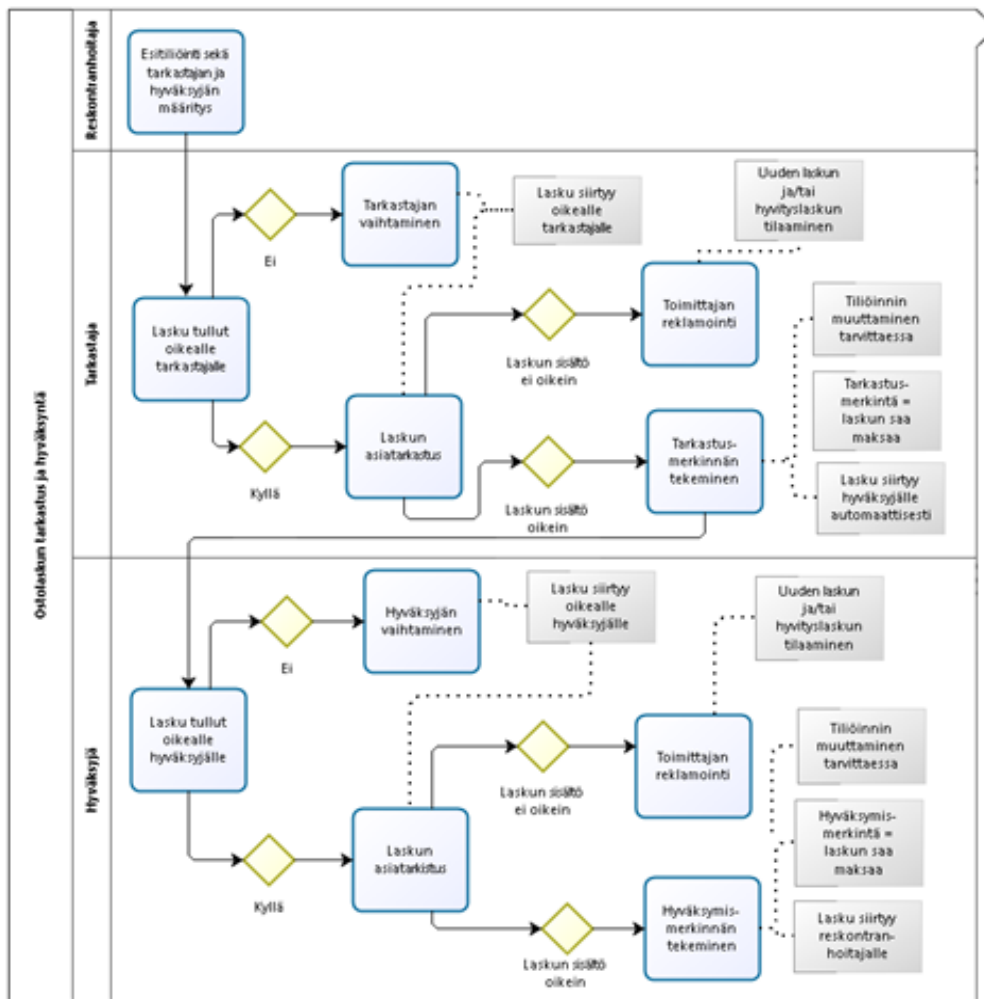 Ostolaskun tarkastus ja hyväksyntä
Reskontranhoitaja
Esitiliöinti sekä
tarkastajan ja
hyväksyjän
määritys
Tarkastaja
Lasku tullut
oikealle
tarkastajalle
Ei
Tarkastajan
vaihtaminen
Lasku siirtyy
oikealle
tarkastajalle
Kyllä
Laskun
asiatarkastus
Laskun sisältö
ei oikein
Toimittajan
reklamointi
Uuden laskun
ja/tai
hyvityslaskun
tilaaminen
Laskun sisältö
oikein
Tarkastus-
merkinnän
tekeminen
Tiliöinnin
muuttaminen
tarvittaessa
Tarkastus-
merkintä =
laskun saa
maksaa
Lasku siirtyy
hyväksyjälle
automaattisesti
Hyväksyjä
Lasku tullut
oikealle
hyväksyjälle
Ei
Hyväksyjän
vaihtaminen
Lasku siirtyy
oikealle
hyväksyjälle
Kyllä
Laskun
asiatarkistus
Laskun sisältö
ei oikein
Toimittajan
reklamointi
Uuden laskun
ja/tai
hyvityslaskun
tilaaminen
Laskun sisältö
oikein
Hyväksymis-
merkinnän
tekeminen
Tiliöinnin
muuttaminen
tarvittaessa
Hyväksymis-
merkintä =
laskun saa
maksaa
Lasku siirtyy
reskontran-
hoitajalle